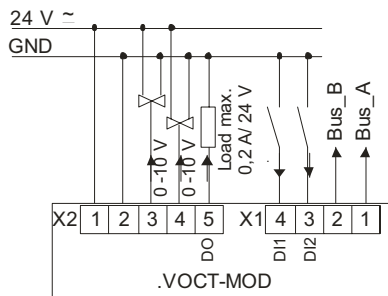 24 V ~
GND
0-10 V
0-10 V
Load max.
0,2 A/ 24 V
Bus_B
Bus_A
X2 1 2 3 4 5 X1 4 3 2 1
DO DI1 DI2
.VOCT-MOD